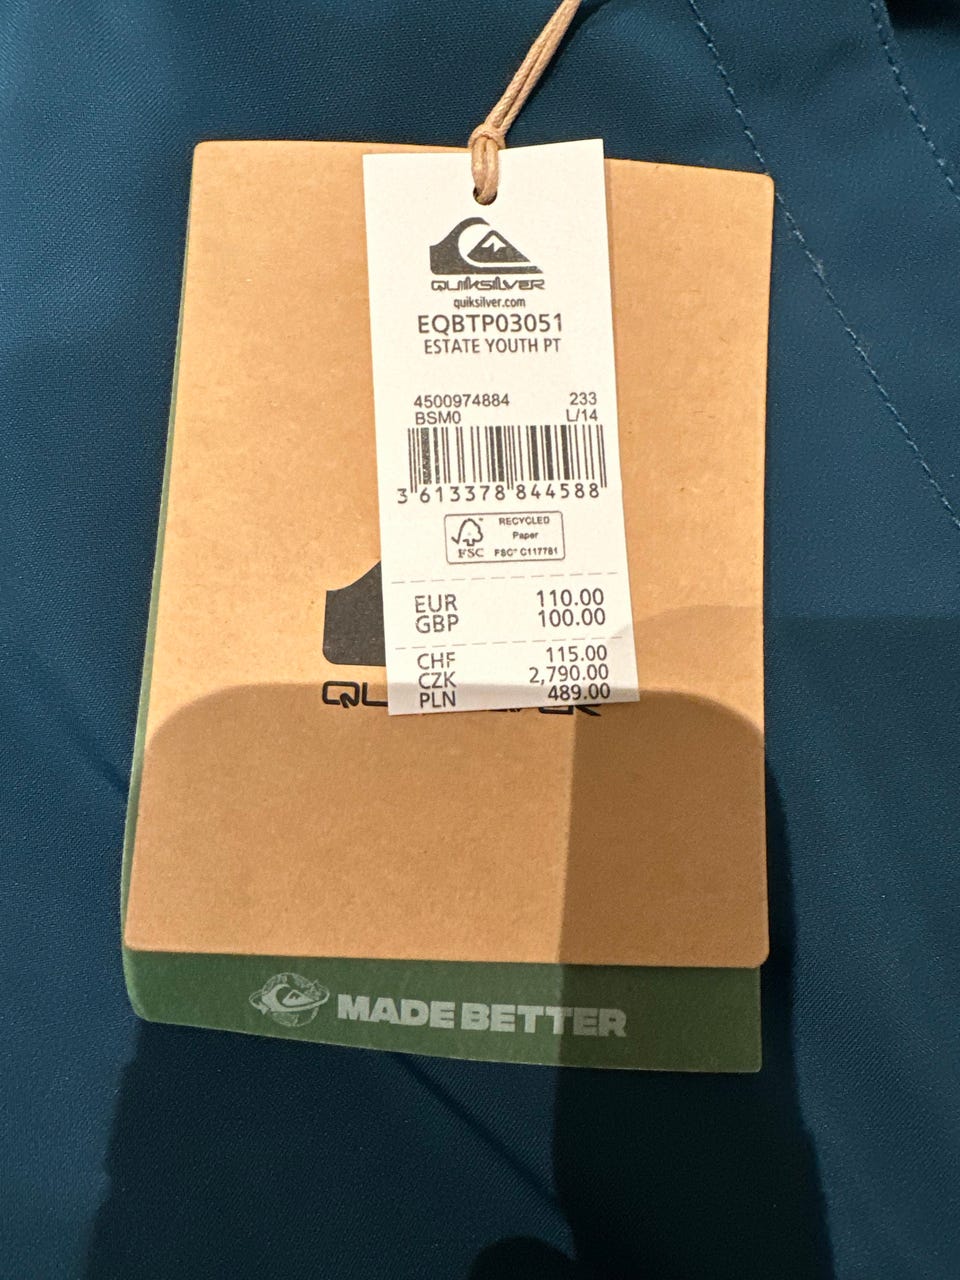 QUIKSILVER
quiksilver.com
EQBTP03051
ESTATE YOUTH PT
4500974884 233
BSM0 L/14
3 613378 844588
RECYCLED
Paper
FSC
FSC® C117781
EUR 110.00
GBP 100.00
CHF 115.00
CZK 2,790.00
PLN 489.00
MADE BETTER